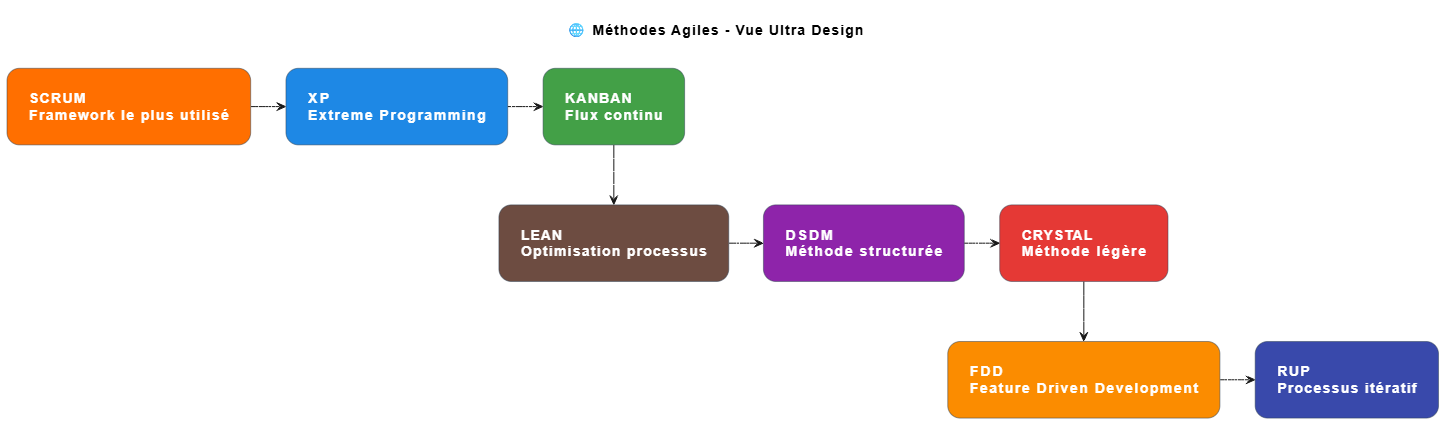 🌐 Méthodes Agiles - Vue Ultra Design
SCRUM
Framework le plus utilisé
XP
Extreme Programming
KANBAN
Flux continu
LEAN
Optimisation processus
DSDM
Méthode structurée
CRYSTAL
Méthode légère
FDD
Feature Driven Development
RUP
Processus itératif